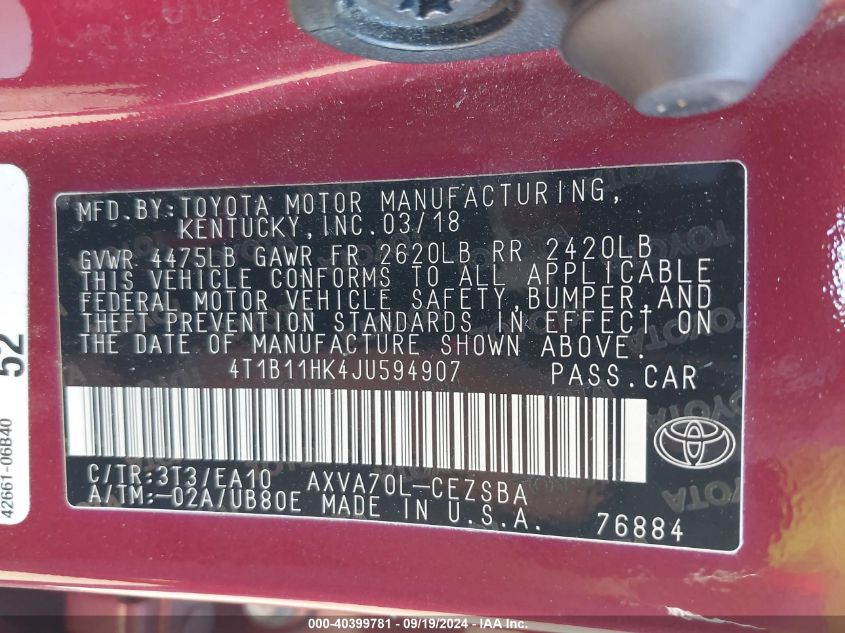 MFD.BY:TOYOTA MOTOR MANUFACTURING,
KENTUCKY,INC.03/18
GVWR 4475LB GAWR FR 2620LB RR 2420LB
THIS VEHICLE CONFORMS TO ALL APPLICABLE
FEDERAL MOTOR VEHICLE SAFETY,BUMPER,AND
THEFT PREVENTION STANDARDS IN EFFECT ON
THE DATE OF MANUFACTURE SHOWN ABOVE.
4T1B11HK4JU594907 PASS.CAR
C/TR:3T3/EA10 AXVA70L-CEZSBA
A/TM:-02A/UB80E MADE IN U.S.A. 76884
TOYOTA
52
42661-06B40
000-40399781 - 09/19/2024 - IAA Inc.